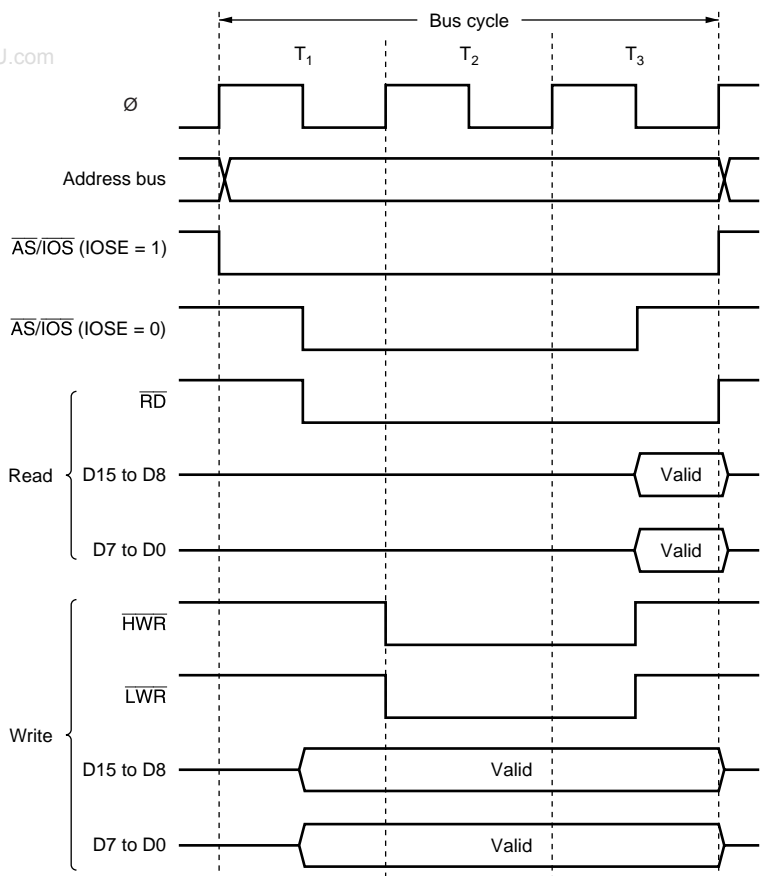 Bus cycle
J.com
T1 T2 T3
Ø
Address bus
AS/IOS (IOSE = 1)
AS/IOS (IOSE = 0)
RD
Read
D15 to D8
Valid
D7 to D0
Valid
HWR
LWR
Write
D15 to D8
Valid
D7 to D0
Valid